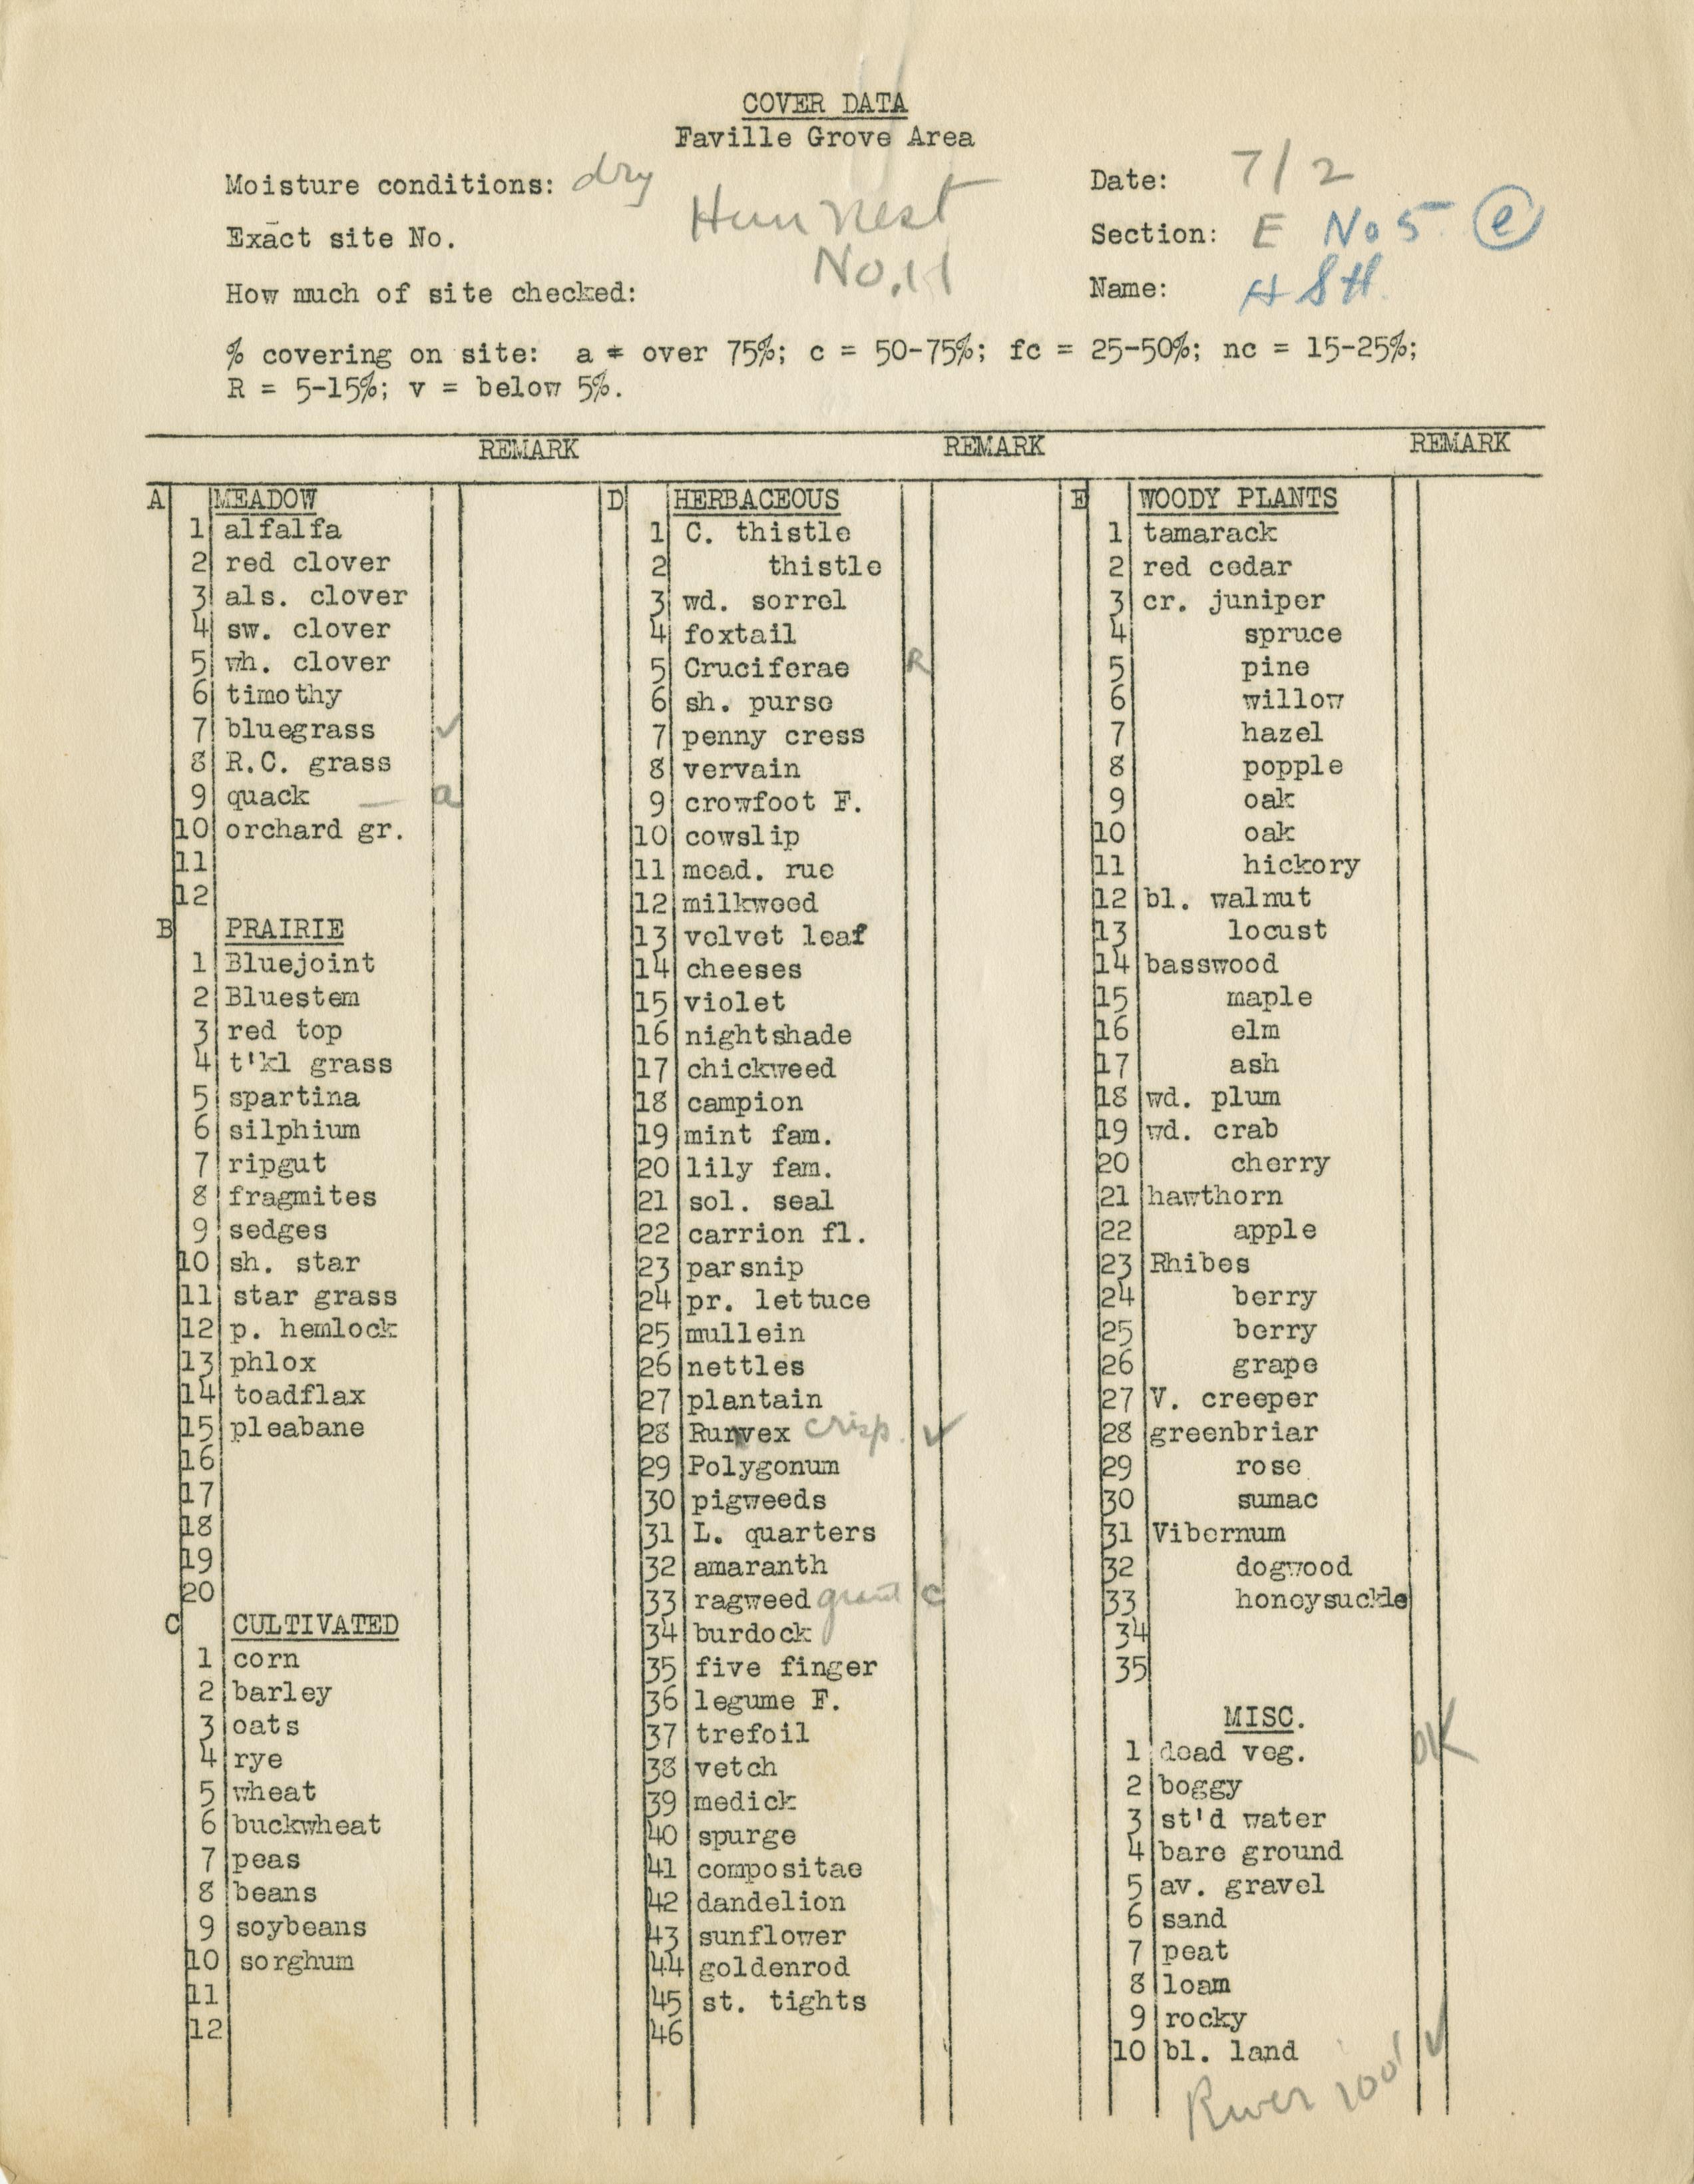 COVER DATA
Faville Grove Area
Moisture conditions: dry
Date: 7/2
Hun nest
Exact site No.
Section: E No 5 e
No. 11
How much of site checked:
Name: HSH
% covering on site: a = over 75%; c = 50-75%; fc = 25-50%; nc = 15-25%;
R = 5-15%; v = below 5%.
REMARK REMARK REMARK
A MEADOW
1 alfalfa
2 red clover
3 als. clover
4 sw. clover
5 wh. clover
6 timothy
7 bluegrass ✓
8 R.C. grass
9 quack — a
10 orchard gr.
11
12
B PRAIRIE
1 Bluejoint
2 Bluestem
3 red top
4 t'kl grass
5 spartina
6 silphium
7 ripgut
8 fragmites
9 sedges
10 sh. star
11 star grass
12 p. hemlock
13 phlox
14 toadflax
15 pleabane
16
17
18
19
20
C CULTIVATED
1 corn
2 barley
3 oats
4 rye
5 wheat
6 buckwheat
7 peas
8 beans
9 soybeans
10 sorghum
11
12
D HERBACEOUS
1 C. thistle
2 thistle
3 wd. sorrel
4 foxtail
5 Cruciferae R
6 sh. purse
7 penny cress
8 vervain
9 crowfoot F.
10 cowslip
11 mead. rue
12 milkweed
13 velvet leaf
14 cheeses
15 violet
16 nightshade
17 chickweed
18 campion
19 mint fam.
20 lily fam.
21 sol. seal
22 carrion fl.
23 parsnip
24 pr. lettuce
25 mullein
26 nettles
27 plantain
28 Rumex crisp. ✓
29 Polygonum
30 pigweeds
31 L. quarters
32 amaranth
33 ragweed giant c
34 burdock
35 five finger
36 legume F.
37 trefoil
38 vetch
39 medick
40 spurge
41 compositae
42 dandelion
43 sunflower
44 goldenrod
45 st. tights
46
E WOODY PLANTS
1 tamarack
2 red cedar
3 cr. juniper
4 spruce
5 pine
6 willow
7 hazel
8 popple
9 oak
10 oak
11 hickory
12 bl. walnut
13 locust
14 basswood
15 maple
16 elm
17 ash
18 wd. plum
19 wd. crab
20 cherry
21 hawthorn
22 apple
23 Rhibes
24 berry
25 berry
26 grape
27 V. creeper
28 greenbriar
29 rose
30 sumac
31 Vibernum
32 dogwood
33 honeysuckle
34
35
MISC.
1 dead veg. OK
2 boggy
3 st'd water
4 bare ground
5 av. gravel
6 sand
7 peat
8 loam
9 rocky
10 bl. land ✓
River 200'